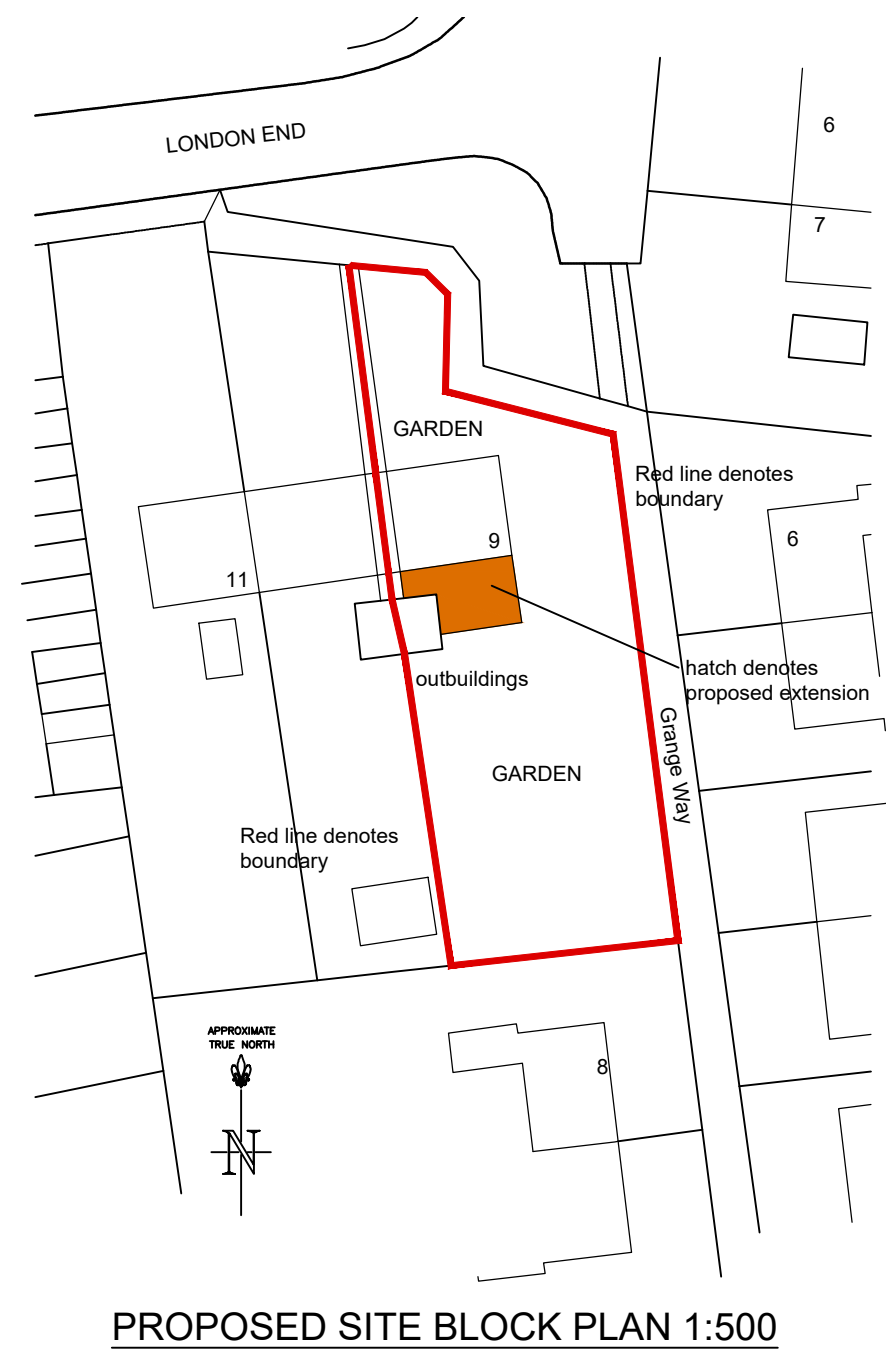 LONDON END
6
7
GARDEN
Red line denotes
boundary
9
6
11
hatch denotes
proposed extension
outbuildings
Grange Way
GARDEN
Red line denotes
boundary
APPROXIMATE
TRUE NORTH
8
N
PROPOSED SITE BLOCK PLAN 1:500